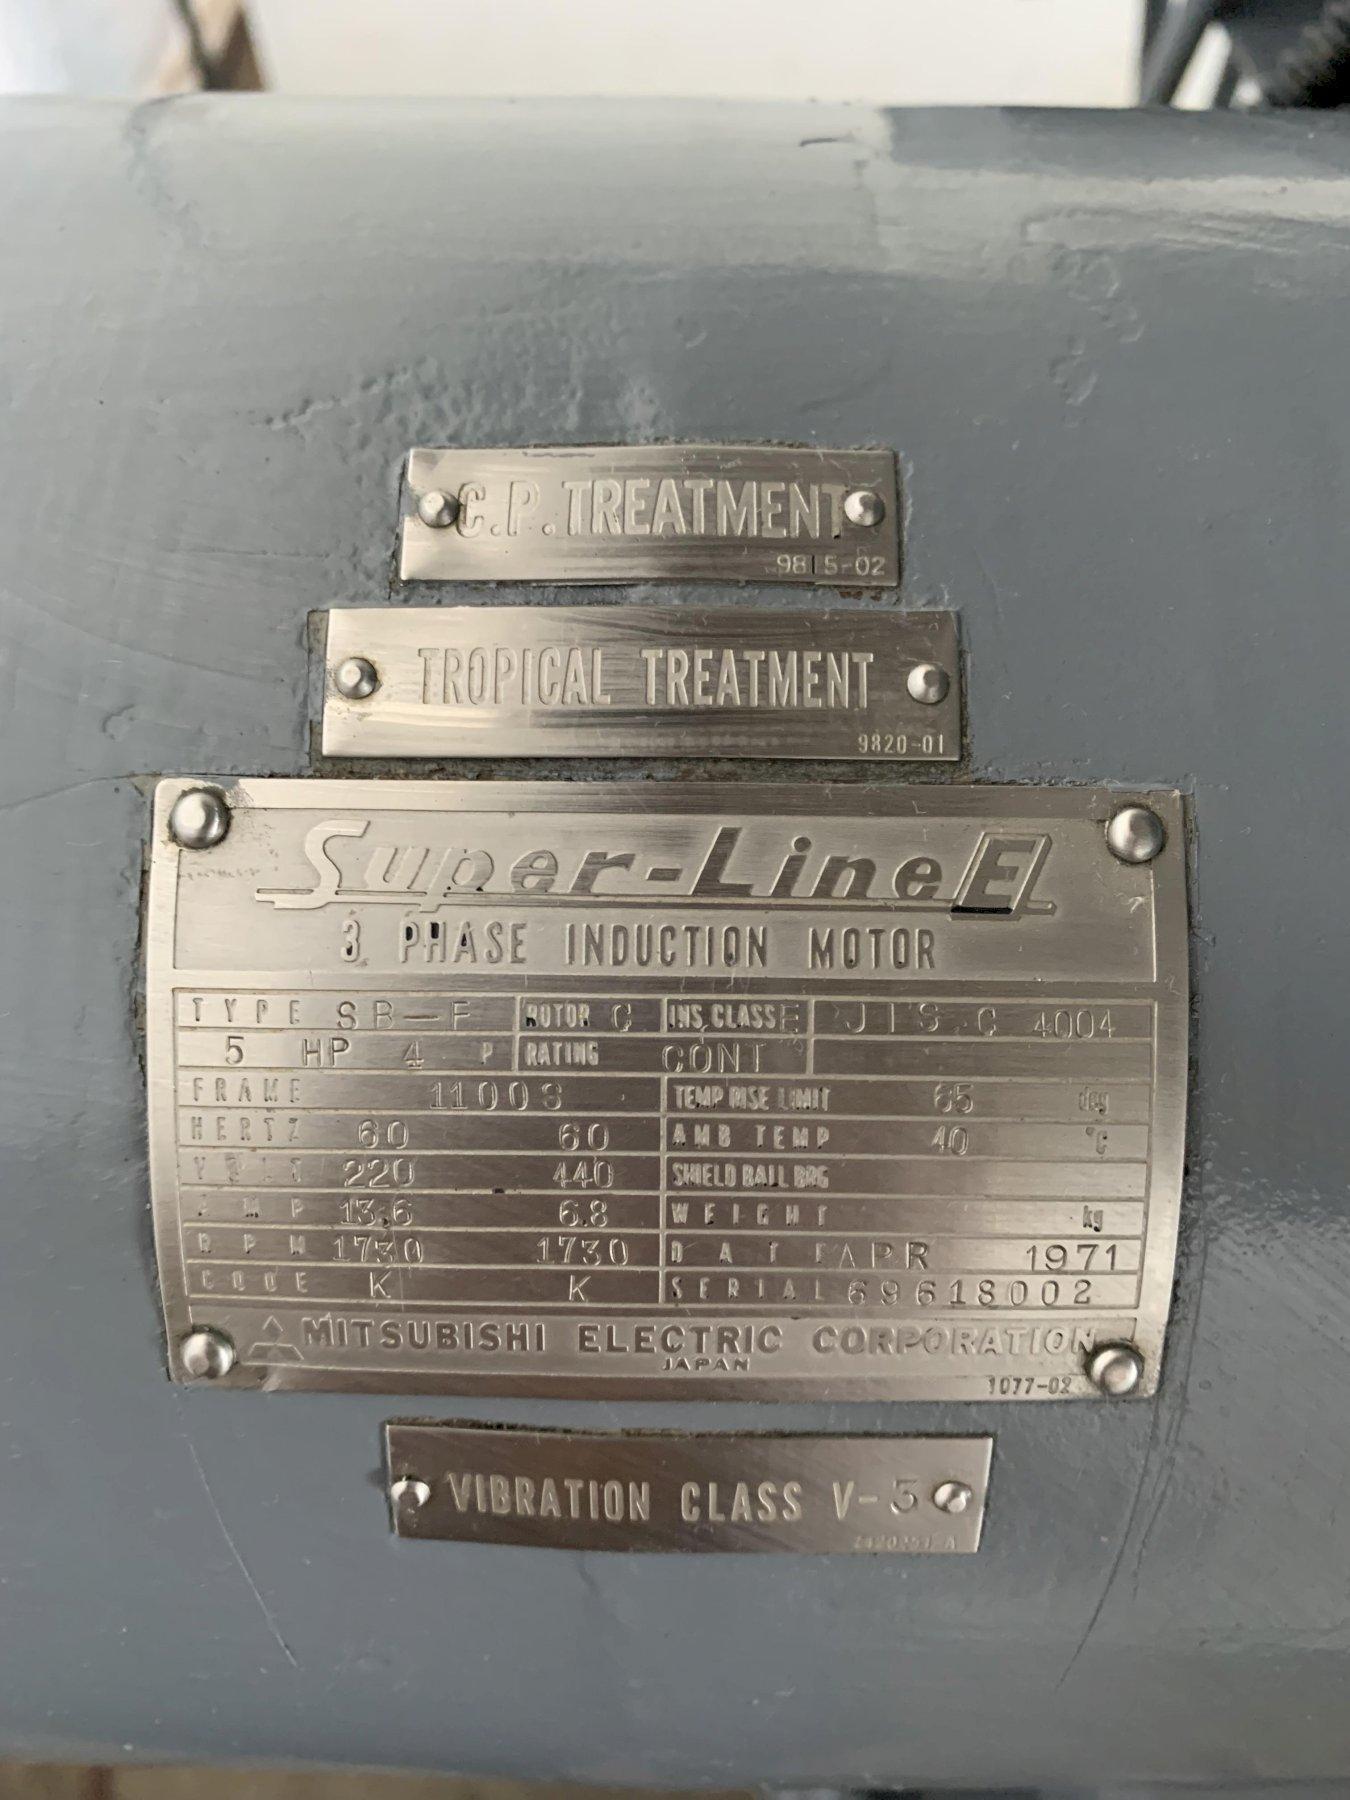 C.P. TREATMENT
9815-02
TROPICAL TREATMENT
9820-01
Super-Line E
3 PHASE INDUCTION MOTOR
TYPE SB-F ROTOR C INS. CLASS E JIS C 4004
5 HP 4 P RATING CONT
FRAME 1100S TEMP RISE LIMIT 65 deg
HERTZ 60 60 AMB TEMP 40 °C
VOLT 220 440 SHIELD BALL BRG
AMP 13.6 6.8 WEIGHT kg
RPM 1730 1730 DATE APR 1971
CODE K K SERIAL 69618002
MITSUBISHI ELECTRIC CORPORATION
JAPAN
1077-02
VIBRATION CLASS V-3